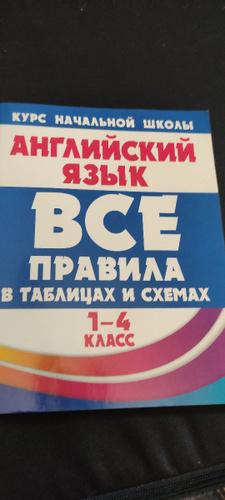 КУРС НАЧАЛЬНОЙ ШКОЛЫ
АНГЛИЙСКИЙ
ЯЗЫК
ВСЕ
ПРАВИЛА
В ТАБЛИЦАХ И СХЕМАХ
1–4
КЛАСС